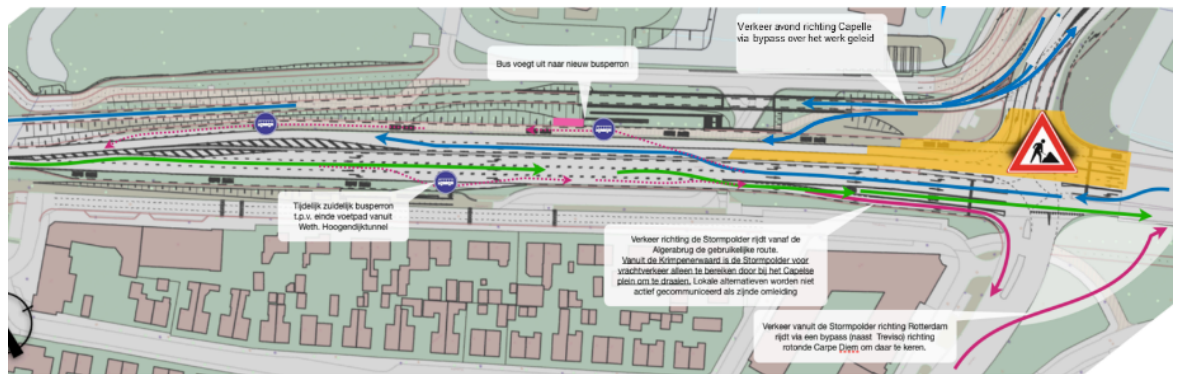 Verkeer avond richting Capelle
via bypass over het werk geleid
Bus voegt uit naar nieuw busperron
Tijdelijk zuidelijk busperron
t.p.v. einde voetpad vanuit
Weth. Hoogendijktunnel
Verkeer richting de Stormpolder rijdt vanaf de
Algerabrug de gebruikelijke route.
Vanuit de Krimpenerwaard is de Stormpolder voor
vrachtverkeer alleen te bereiken door bij het Capelse
plein om te draaien. Lokale alternatieven worden niet
actief gecommuniceerd als zijnde omleiding
Verkeer vanuit de Stormpolder richting Rotterdam
rijdt via een bypass (naast Treviso) richting
rotonde Carpe Diem om daar te keren.